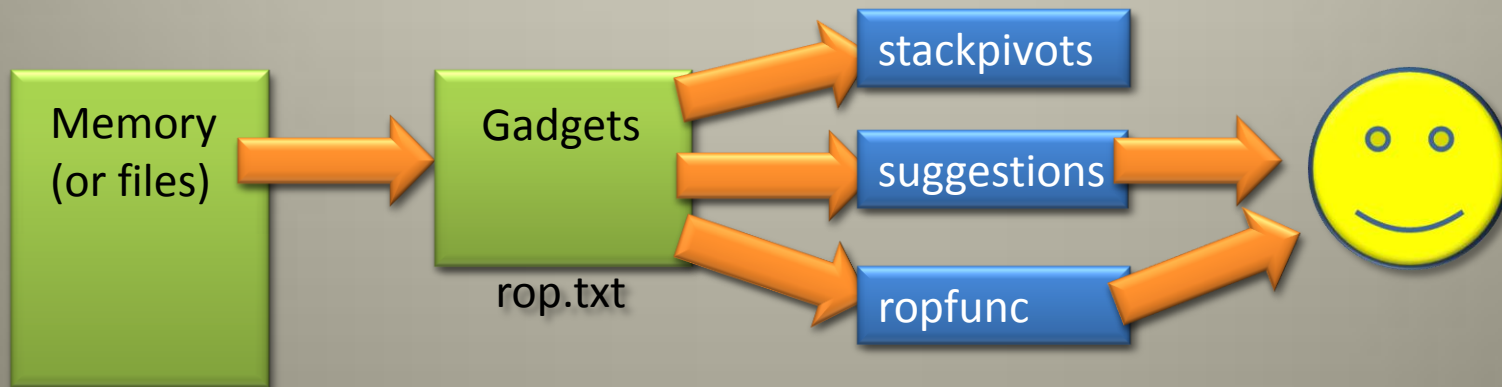 Memory
(or files)
Gadgets
rop.txt
stackpivots
suggestions
ropfunc